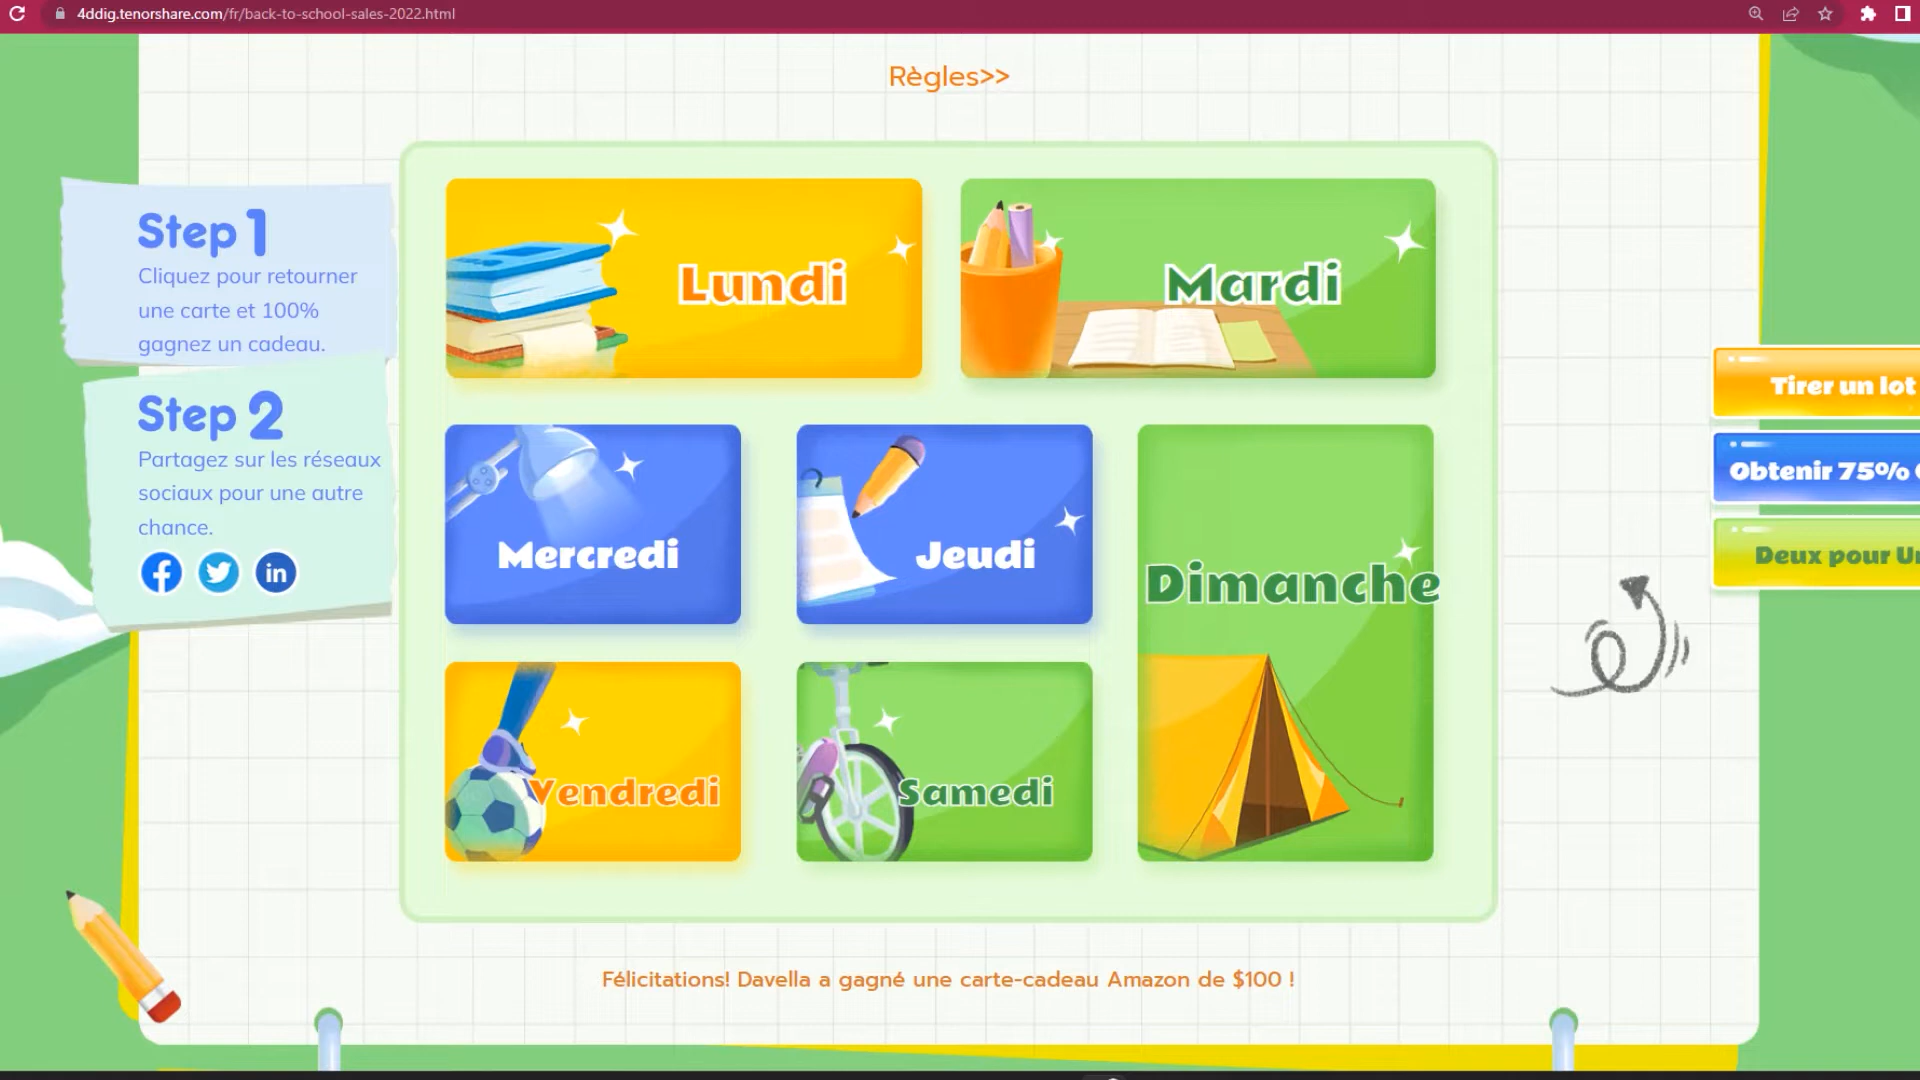 4ddig.tenorshare.com/fr/back-to-school-sales-2022.html
Règles>>
Step 1
Cliquez pour retourner
une carte et 100%
gagnez un cadeau.
Step 2
Partagez sur les réseaux
sociaux pour une autre
chance.
Lundi
Mardi
Mercredi
Jeudi
Dimanche
Vendredi
Samedi
Tirer un lot
Obtenir 75%
Deux pour
Félicitations! Davella a gagné une carte-cadeau Amazon de $100 !